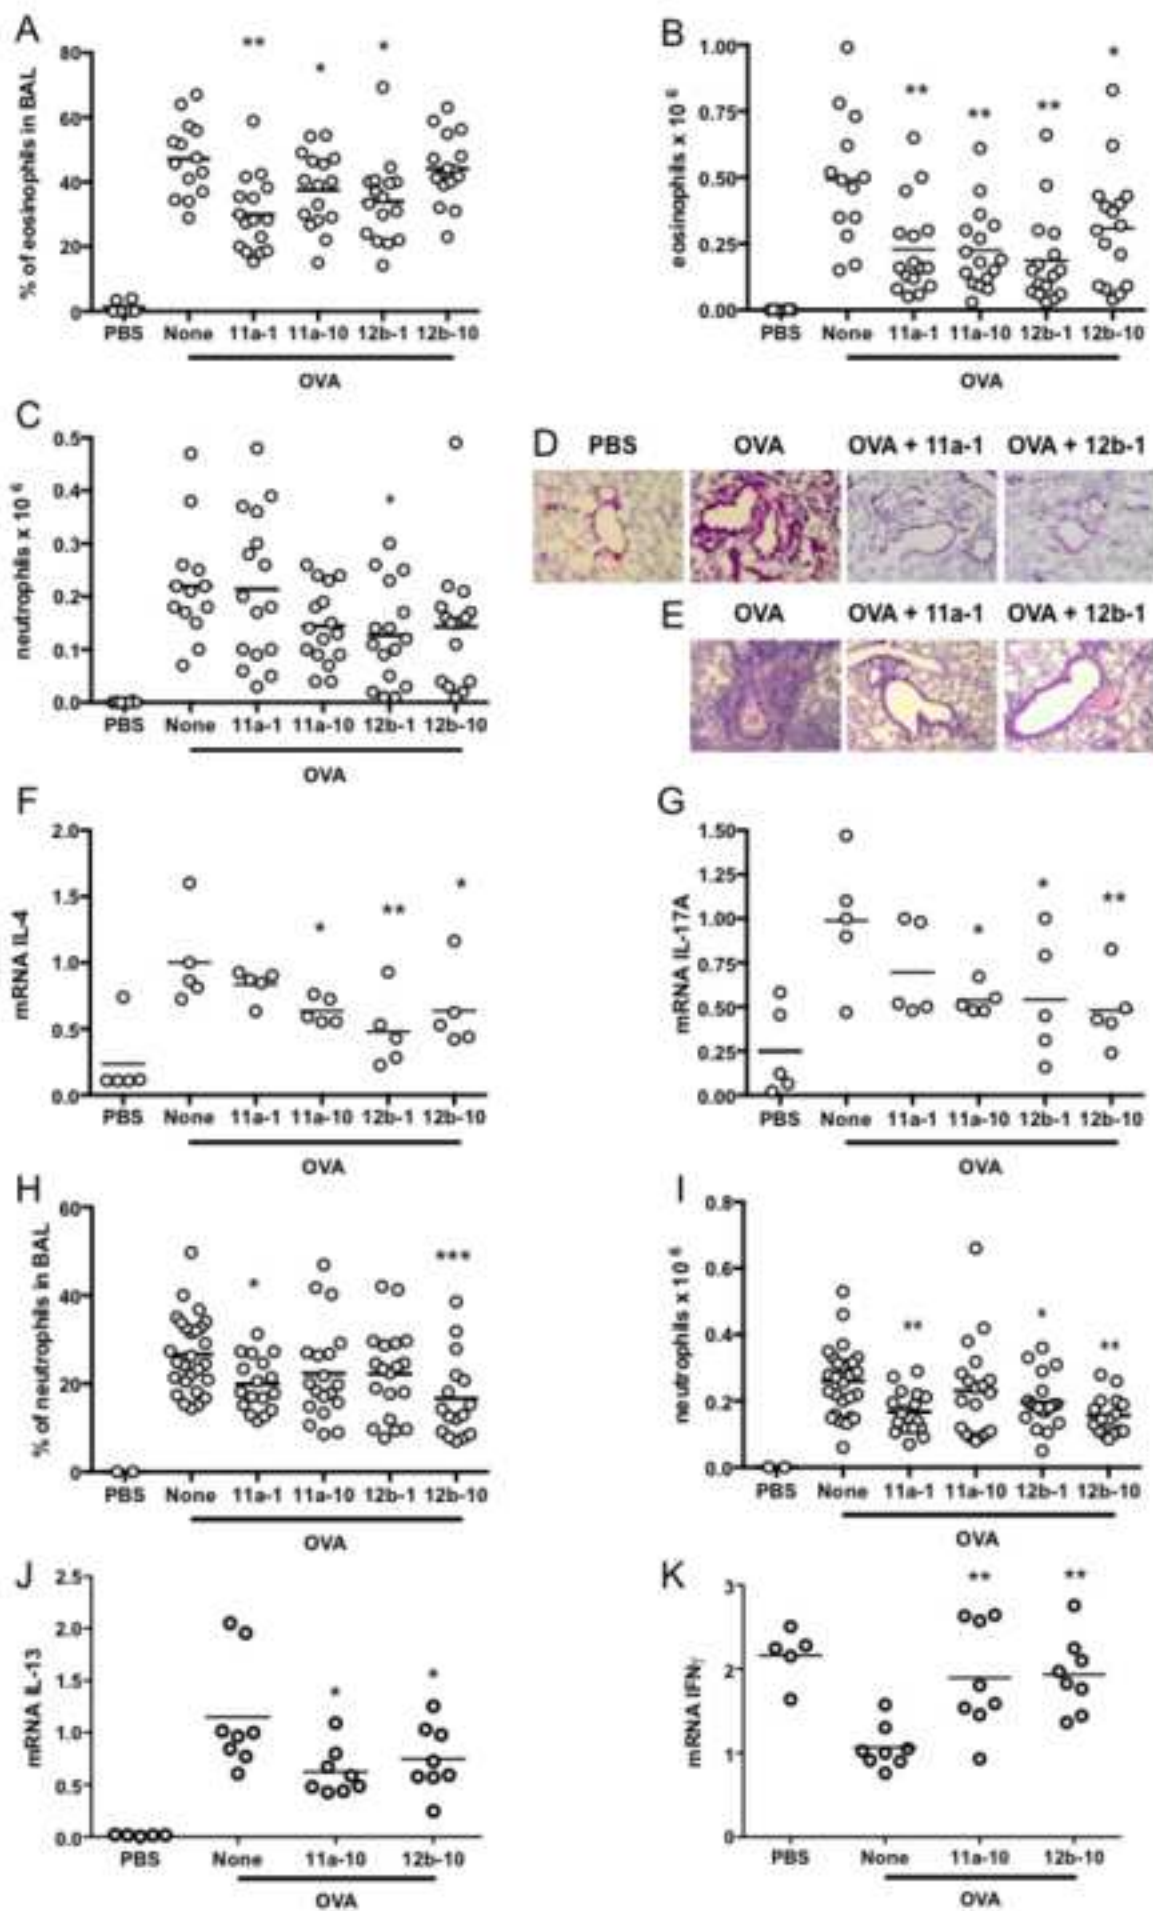 A
% of eosinophils in BAL
80
60
40
20
0
**
*
*
PBS None 11a-1 11a-10 12b-1 12b-10
OVA
B
eosinophils x 10 6
1.00
0.75
0.50
0.25
0.00
**
**
**
*
PBS None 11a-1 11a-10 12b-1 12b-10
OVA
C
neutrophils x 10 6
0.5
0.4
0.3
0.2
0.1
0.0
*
PBS None 11a-1 11a-10 12b-1 12b-10
OVA
D PBS OVA OVA + 11a-1 OVA + 12b-1
E OVA OVA + 11a-1 OVA + 12b-1
F
mRNA IL-4
2.0
1.5
1.0
0.5
0.0
*
**
*
PBS None 11a-1 11a-10 12b-1 12b-10
OVA
G
mRNA IL-17A
1.50
1.25
1.00
0.75
0.50
0.25
0.00
*
*
**
PBS None 11a-1 11a-10 12b-1 12b-10
OVA
H
% of neutrophils in BAL
60
40
20
0
*
***
PBS None 11a-1 11a-10 12b-1 12b-10
OVA
I
neutrophils x 10 6
0.8
0.6
0.4
0.2
0.0
**
*
**
PBS None 11a-1 11a-10 12b-1 12b-10
OVA
J
mRNA IL-13
2.5
2.0
1.5
1.0
0.5
0.0
*
*
PBS None 11a-10 12b-10
OVA
K
mRNA IFNγ
3
2
1
0
**
**
PBS None 11a-10 12b-10
OVA